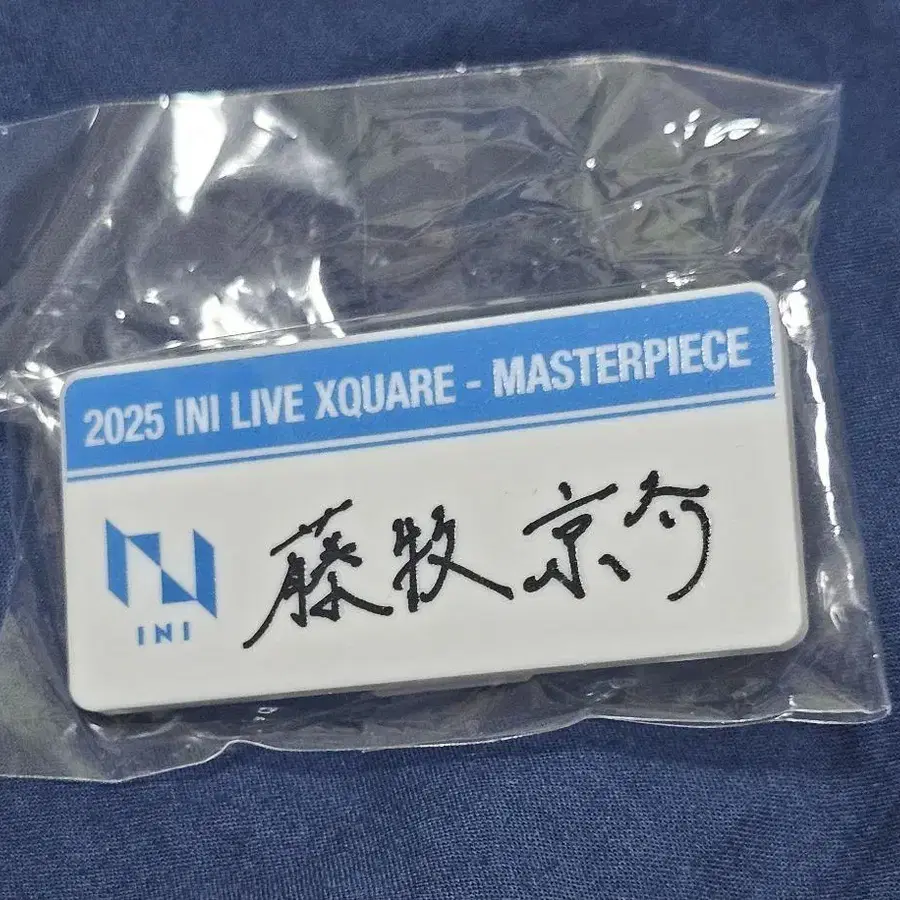 2025 INI LIVE XQUARE - MASTERPIECE
藤牧京介
INI